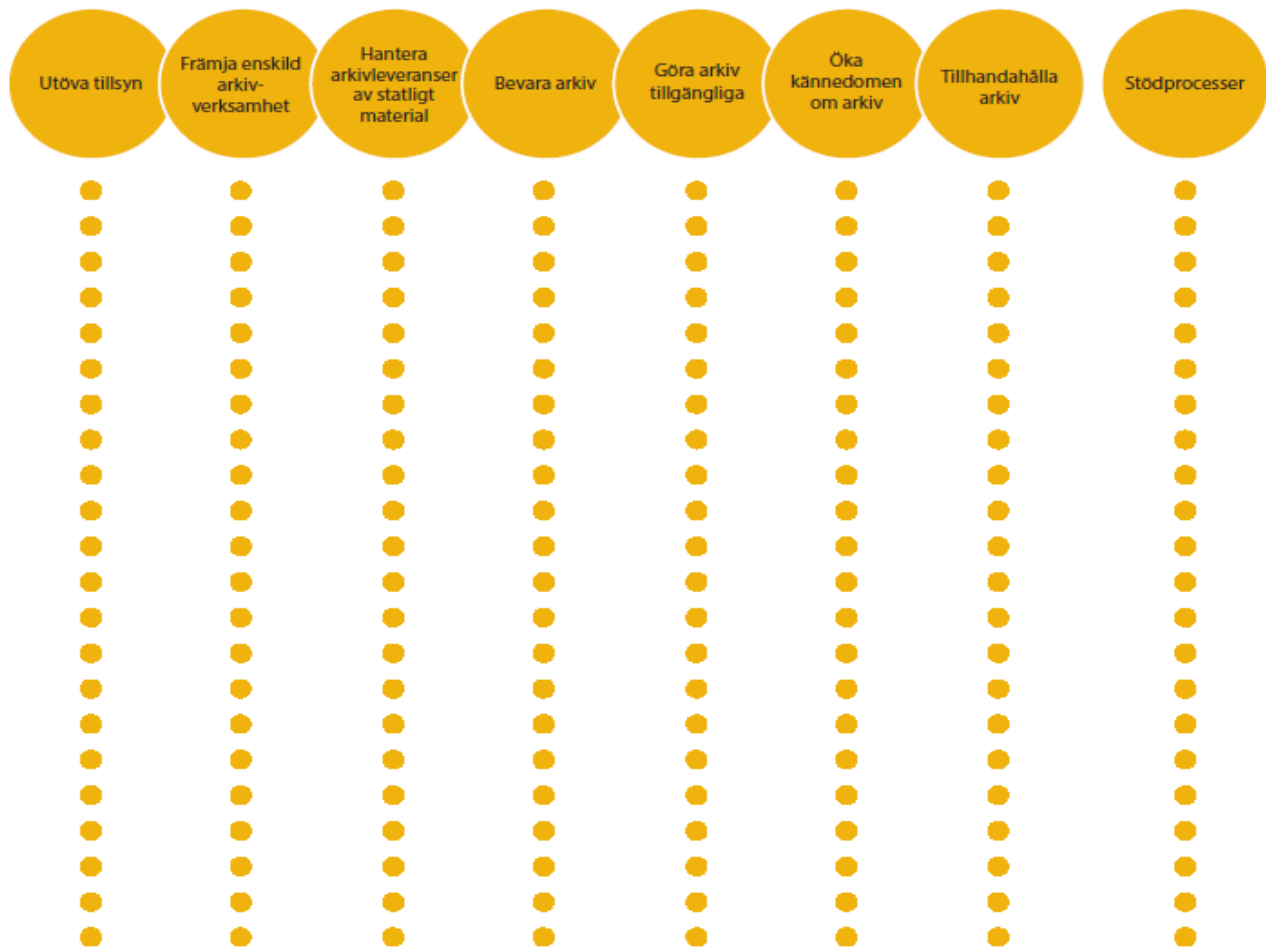 Utöva tillsyn
Främja enskild
arkiv-
verksamhet
Hantera
arkivleveranser
av statligt
material
Bevara arkiv
Göra arkiv
tillgängliga
Öka
kännedomen
om arkiv
Tillhandahålla
arkiv
Stödprocesser